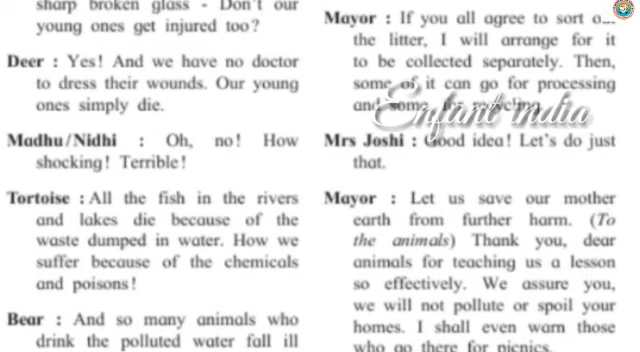 sharp broken glass - Don't our
young ones get injured too?
Deer : Yes! And we have no doctor
to dress their wounds. Our young
ones simply die.
Madhu/Nidhi : Oh, no! How
shocking! Terrible!
Tortoise : All the fish in the rivers
and lakes die because of the
waste dumped in water. How we
suffer because of the chemicals
and poisons!
Bear : And so many animals who
drink the polluted water fall ill
Mayor : If you all agree to sort
the litter, I will arrange for it
to be collected separately. Then,
some of it can go for processing
and some for recycling.
Enfant india
Mrs Joshi : Good idea! Let's do just
that.
Mayor : Let us save our mother
earth from further harm. (To
the animals) Thank you, dear
animals for teaching us a lesson
so effectively. We assure you,
we will not pollute or spoil your
homes. I shall even warn those
who go there for picnics.